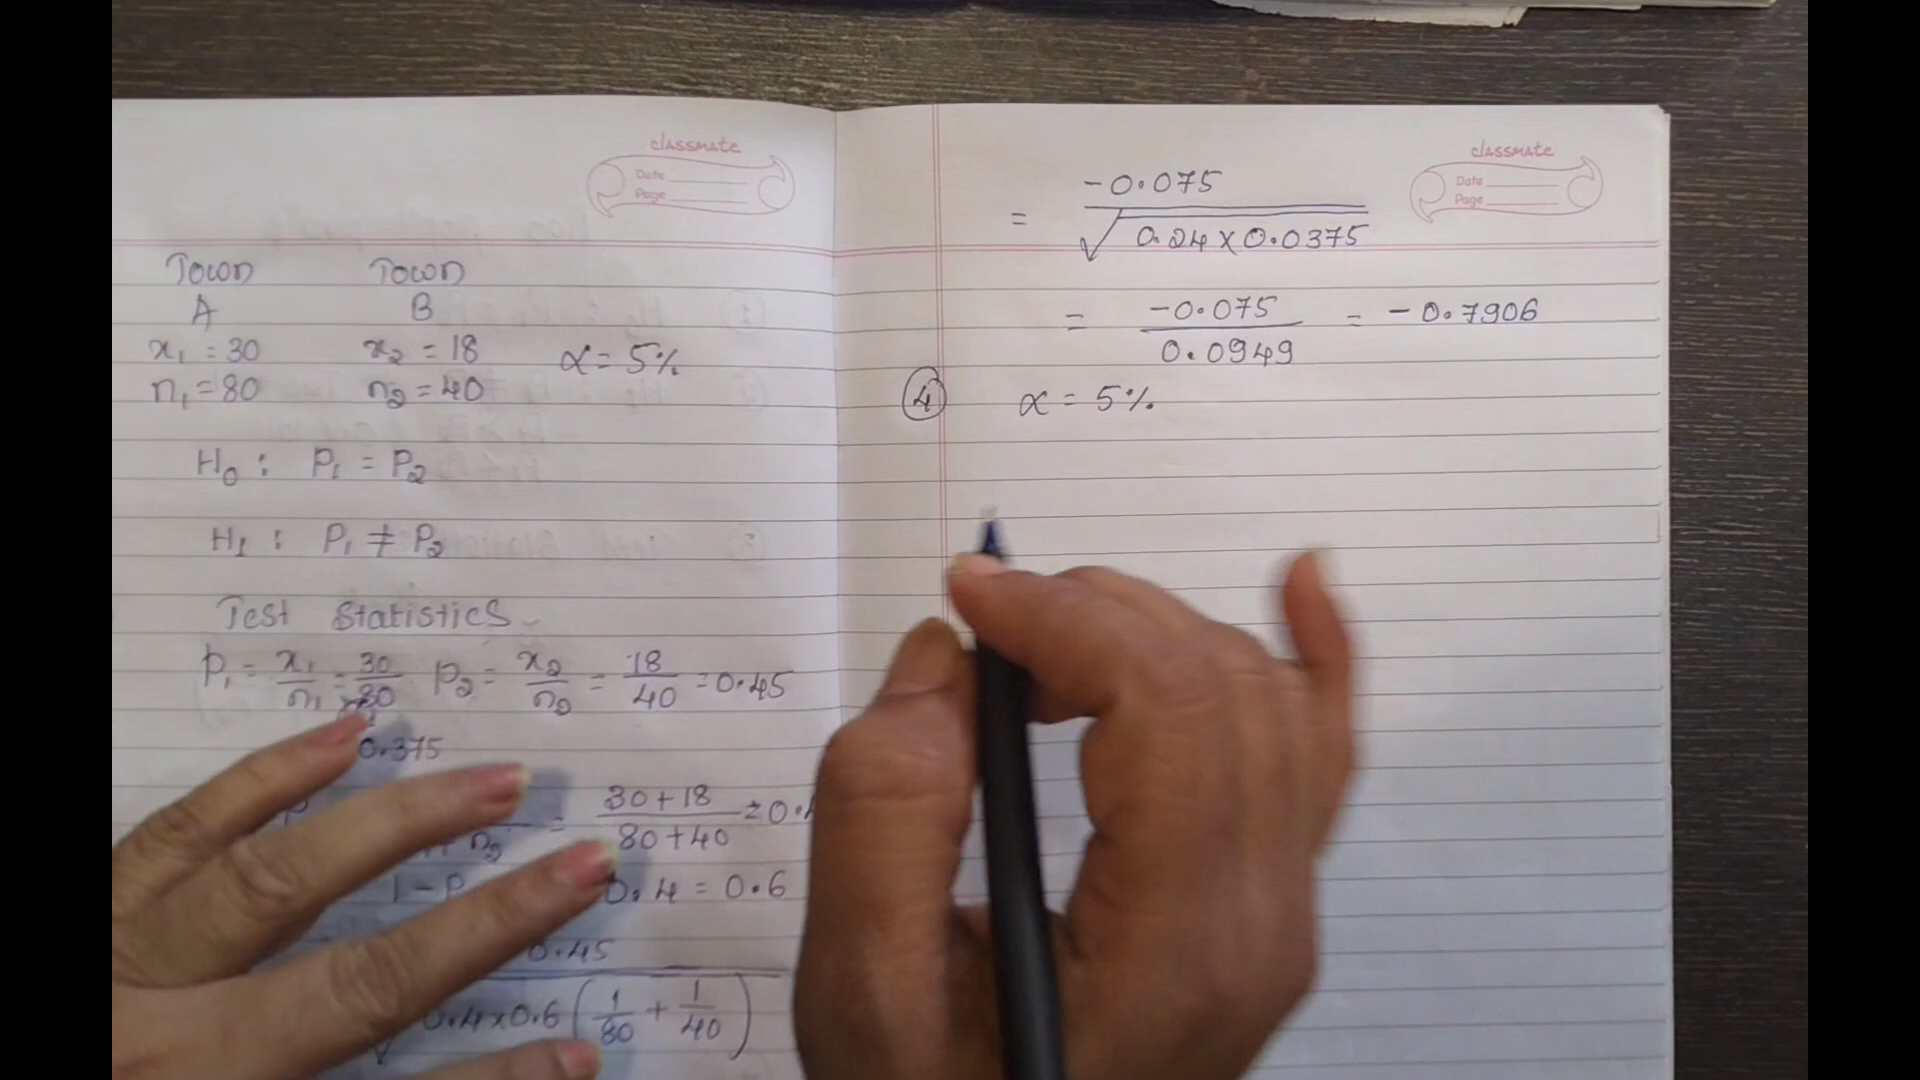 classmate
Date
Page
Town Town
A B
x₁ = 30 x₂ = 18 α = 5%
n₁ = 80 n₂ = 40
H₀ : P₁ = P₂
H₁ : P₁ ≠ P₂
Test Statistics
p₁ = x₁/n₁ = 30/80 p₂ = x₂/n₂ = 18/40 = 0.45
0.375
= (30+18)/(80+40) = 0.
1 - P 0.4 = 0.6
0.45
0.4×0.6 (1/80 + 1/40)
classmate
Date
Page
= -0.075 / √(0.24 × 0.0375)
= -0.075 / 0.0949 = -0.7906
④ α = 5%